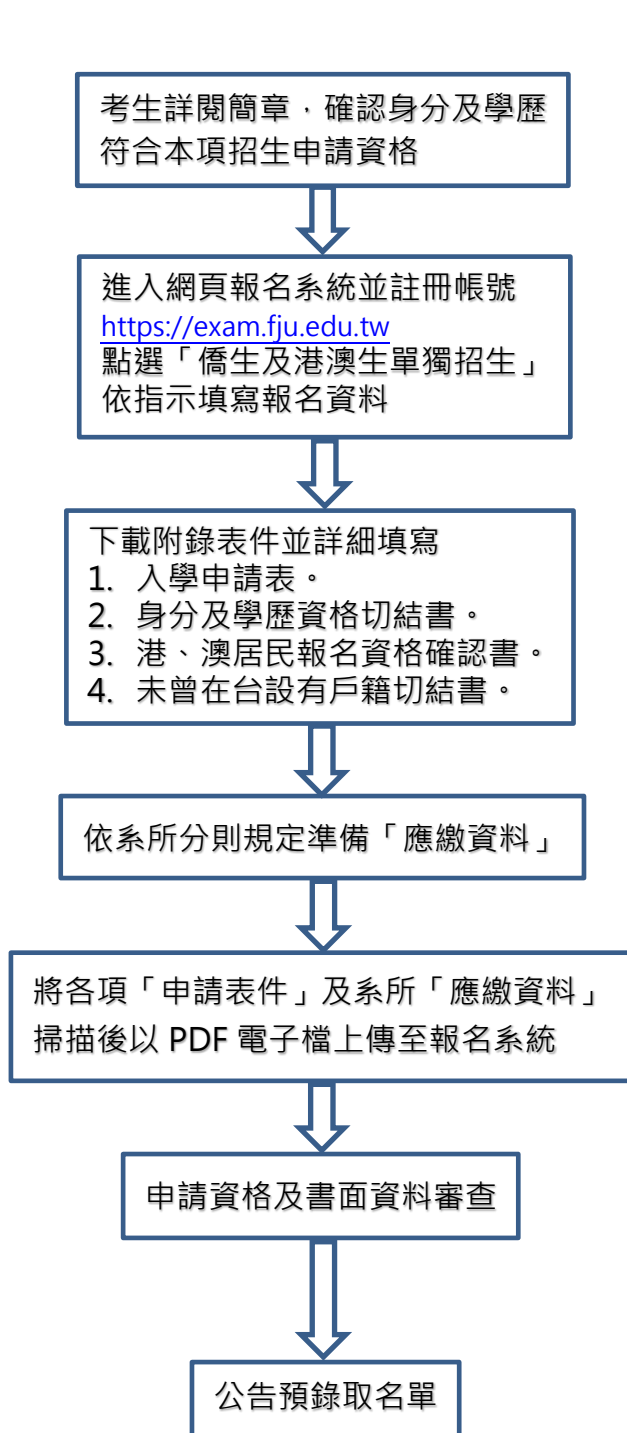 考生詳閱簡章，確認身分及學歷
符合本項招生申請資格
進入網頁報名系統並註冊帳號
https://exam.fju.edu.tw
點選「僑生及港澳生單獨招生」
依指示填寫報名資料
下載附錄表件並詳細填寫
1. 入學申請表。
2. 身分及學歷資格切結書。
3. 港、澳居民報名資格確認書。
4. 未曾在台設有戶籍切結書。
依系所分則規定準備「應繳資料」
將各項「申請表件」及系所「應繳資料」
掃描後以 PDF 電子檔上傳至報名系統
申請資格及書面資料審查
公告預錄取名單